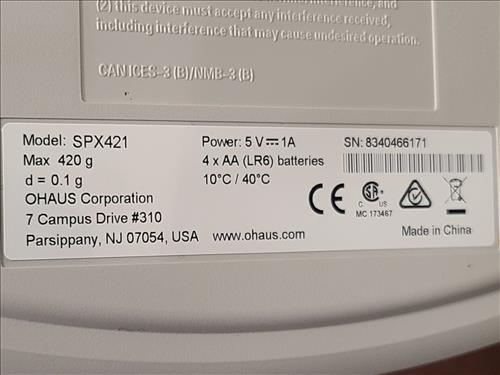 (2) this device must accept any interference received,
including interference that may cause undesired operation.
CAN ICES-3 (B)/NMB-3 (B)
Model: SPX421
Max 420 g
d = 0.1 g
OHAUS Corporation
7 Campus Drive #310
Parsippany, NJ 07054, USA www.ohaus.com
Power: 5 V⎓1A
4 x AA (LR6) batteries
10°C / 40°C
SN: 8340466171
CE
C US
MC 173467
Made in China